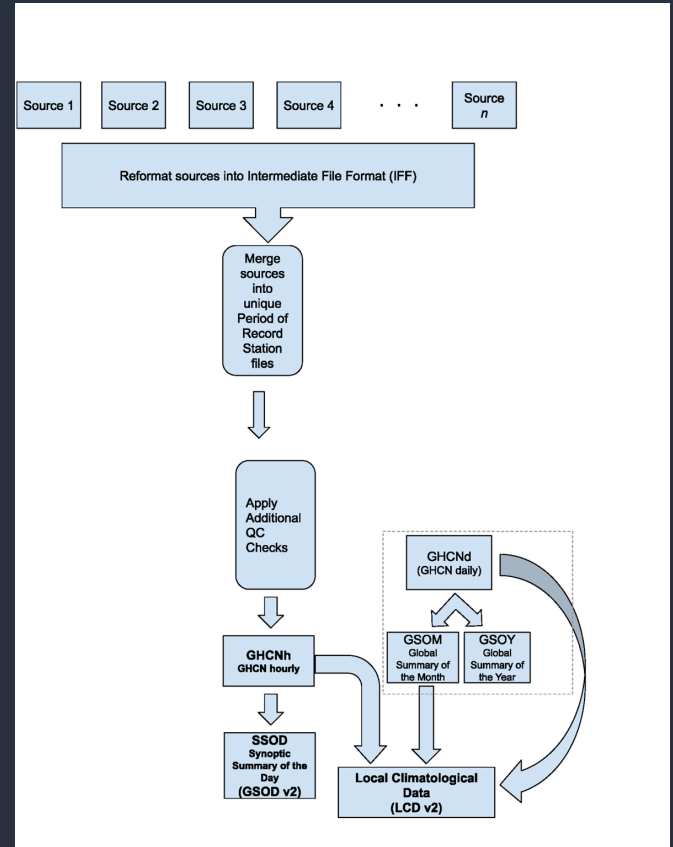 Source 1
Source 2
Source 3
Source 4
. . .
Source
n
Reformat sources into Intermediate File Format (IFF)
Merge
sources
into
unique
Period of
Record
Station
files
Apply
Additional
QC
Checks
GHCNd
(GHCN daily)
GSOM
Global
Summary of
the Month
GSOY
Global
Summary of
the Year
GHCNh
GHCN hourly
SSOD
Synoptic
Summary of the
Day
(GSOD v2)
Local Climatological
Data
(LCD v2)